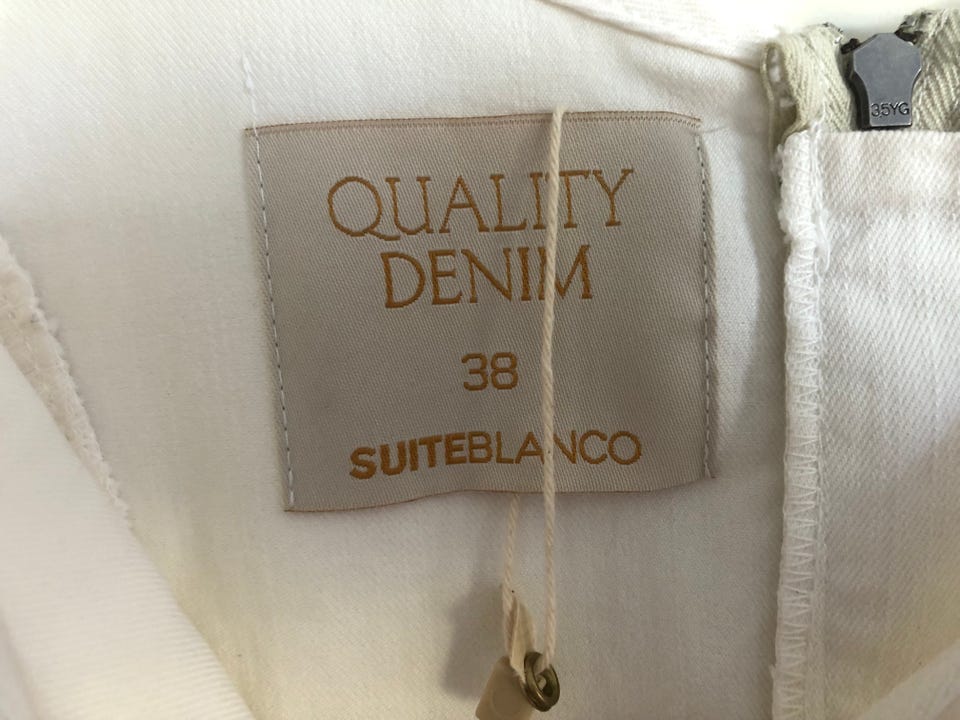 QUALITY
DENIM
38
SUITEBLANCO
35YG